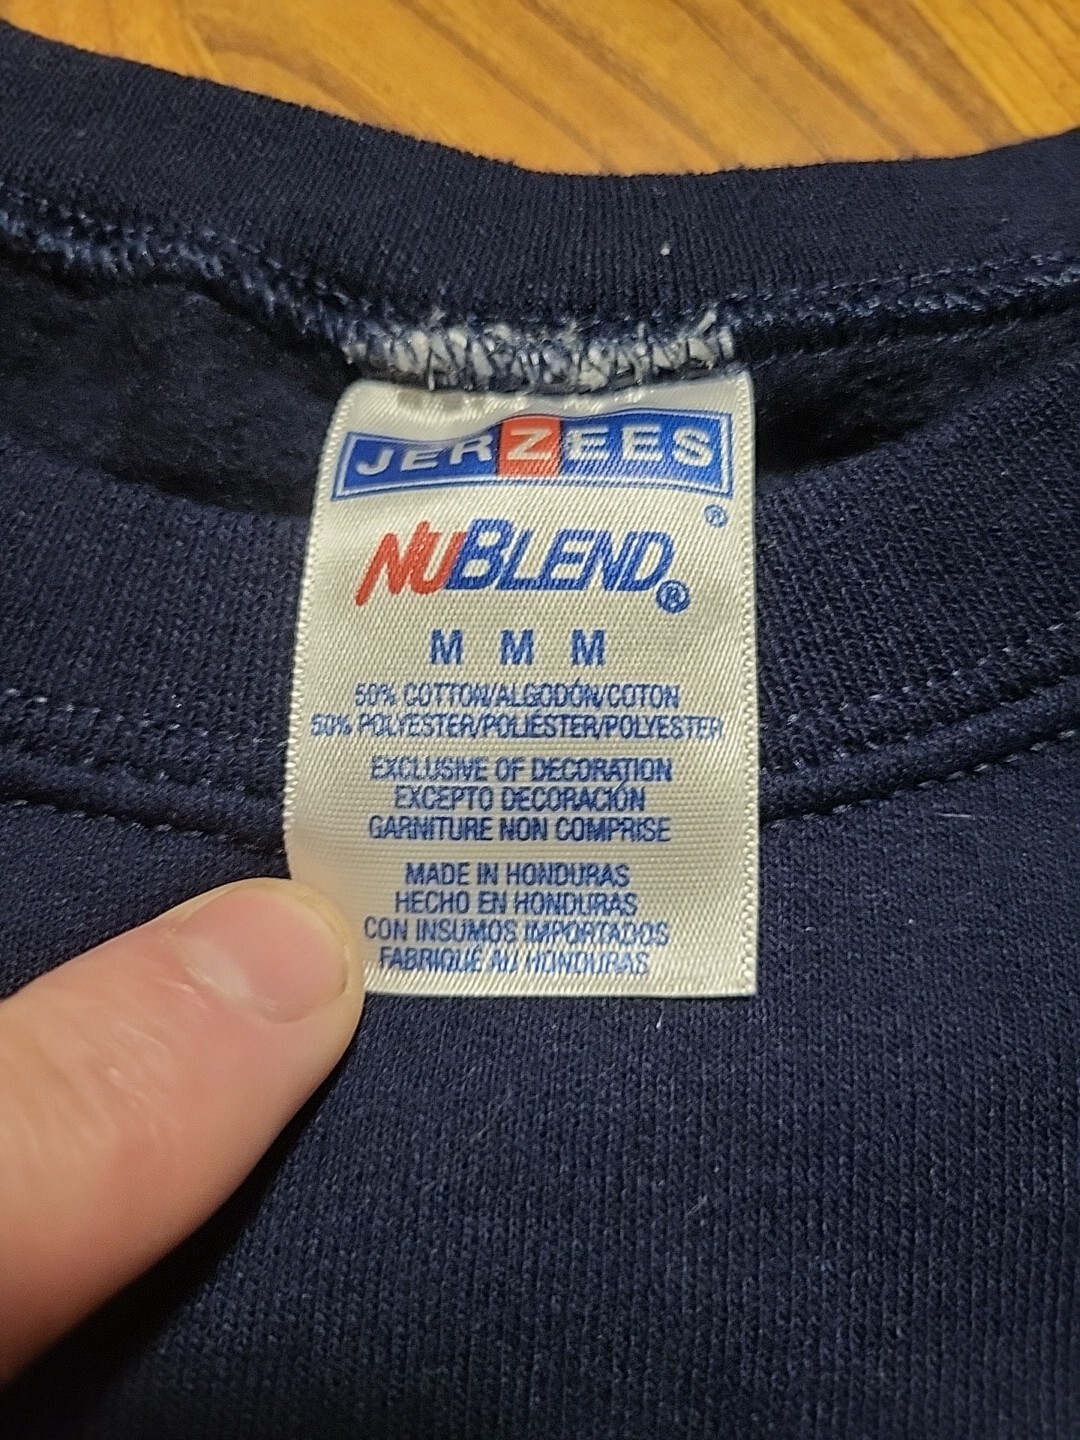 JERZEES
®
NUBLEND®
M M M
50% COTTON/ALGODÓN/COTON
50% POLYESTER/POLIÉSTER/POLYESTER
EXCLUSIVE OF DECORATION
EXCEPTO DECORACIÓN
GARNITURE NON COMPRISE
MADE IN HONDURAS
HECHO EN HONDURAS
CON INSUMOS IMPORTADOS
FABRIQUÉ AU HONDURAS